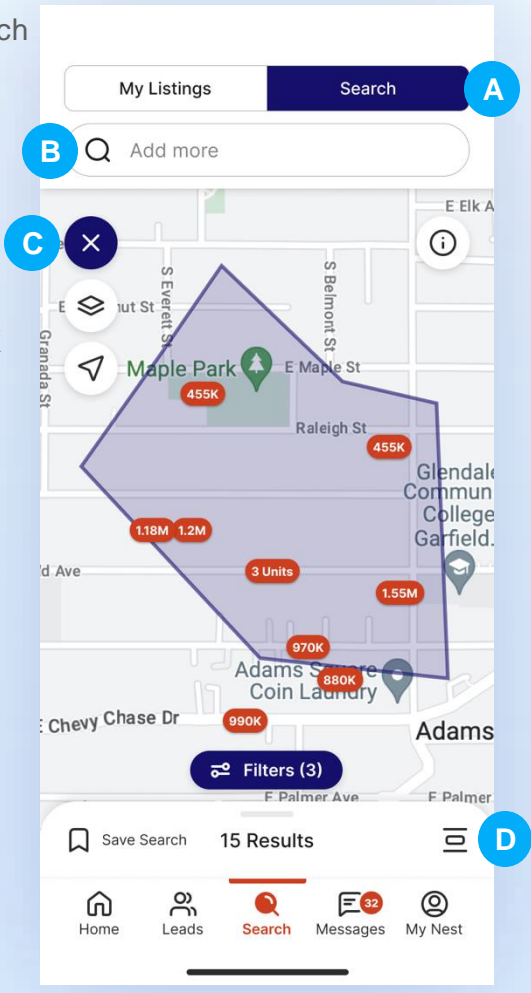 ch
My Listings
Search
A
B
Add more
E Elk A
C
S Everett St
S Belmont St
Granada St
Maple Park
E Maple St
455K
Raleigh St
455K
Glendale
Commun
College
Garfield.
1.18M
1.2M
'd Ave
3 Units
1.55M
970K
Adams Square
Coin Laundry
880K
E Chevy Chase Dr
990K
Adams
Filters (3)
E Palmer Ave
E Palmer
Save Search
15 Results
D
Home
Leads
Search
Messages
32
My Nest